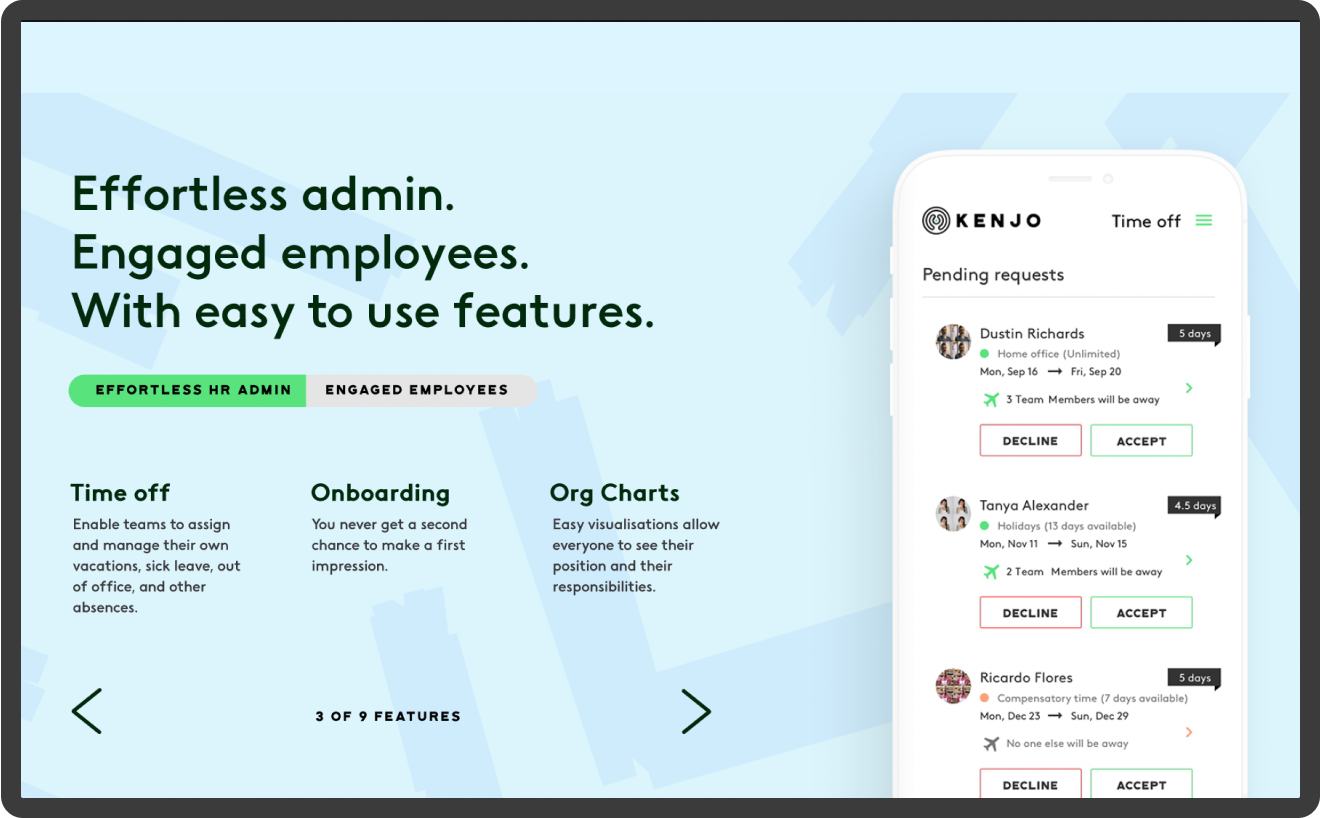 Effortless admin.
Engaged employees.
With easy to use features.
EFFORTLESS HR ADMIN
ENGAGED EMPLOYEES
Time off
Enable teams to assign
and manage their own
vacations, sick leave, out
of office, and other
absences.
Onboarding
You never get a second
chance to make a first
impression.
Org Charts
Easy visualisations allow
everyone to see their
position and their
responsibilities.
3 OF 9 FEATURES
KENJO
Time off
Pending requests
Dustin Richards
5 days
Home office (Unlimited)
Mon, Sep 16 → Fri, Sep 20
3 Team Members will be away
DECLINE
ACCEPT
Tanya Alexander
4.5 days
Holidays (13 days available)
Mon, Nov 11 → Sun, Nov 15
2 Team Members will be away
DECLINE
ACCEPT
Ricardo Flores
5 days
Compensatory time (7 days available)
Mon, Dec 23 → Sun, Dec 29
No one else will be away
DECLINE
ACCEPT